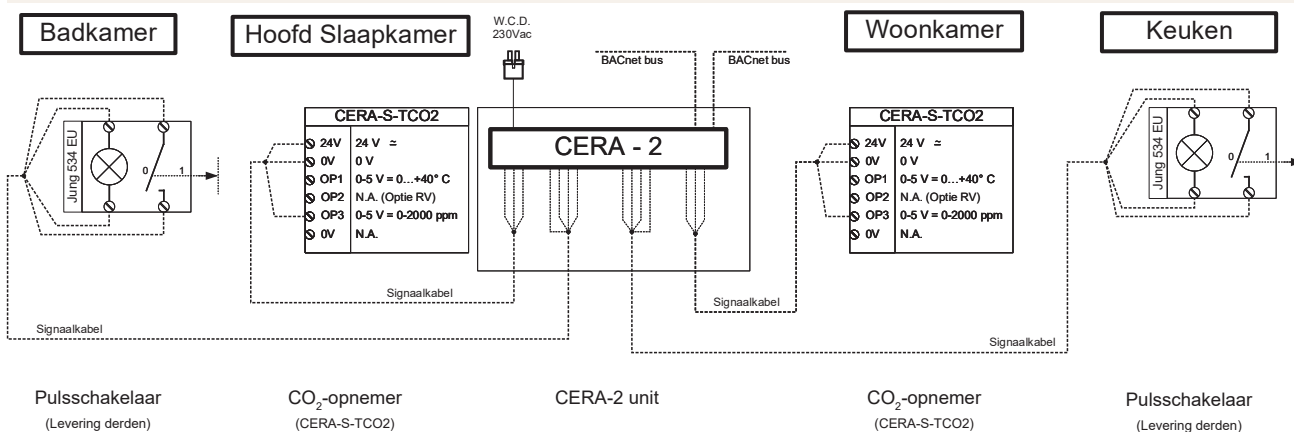 Badkamer
Hoofd Slaapkamer
W.C.D.
230Vac
BACnet bus
BACnet bus
Woonkamer
Keuken
Jung 534 EU
0
1
CERA-S-TCO2
24V 24 V ≃
0V 0 V
OP1 0-5 V = 0...+40° C
OP2 N.A. (Optie RV)
OP3 0-5 V = 0-2000 ppm
0V N.A.
CERA - 2
CERA-S-TCO2
24V 24 V ≃
0V 0 V
OP1 0-5 V = 0...+40° C
OP2 N.A. (Optie RV)
OP3 0-5 V = 0-2000 ppm
0V N.A.
Jung 534 EU
0
1
Signaalkabel
Signaalkabel
Signaalkabel
Signaalkabel
Pulsschakelaar
(Levering derden)
CO₂-opnemer
(CERA-S-TCO2)
CERA-2 unit
CO₂-opnemer
(CERA-S-TCO2)
Pulsschakelaar
(Levering derden)